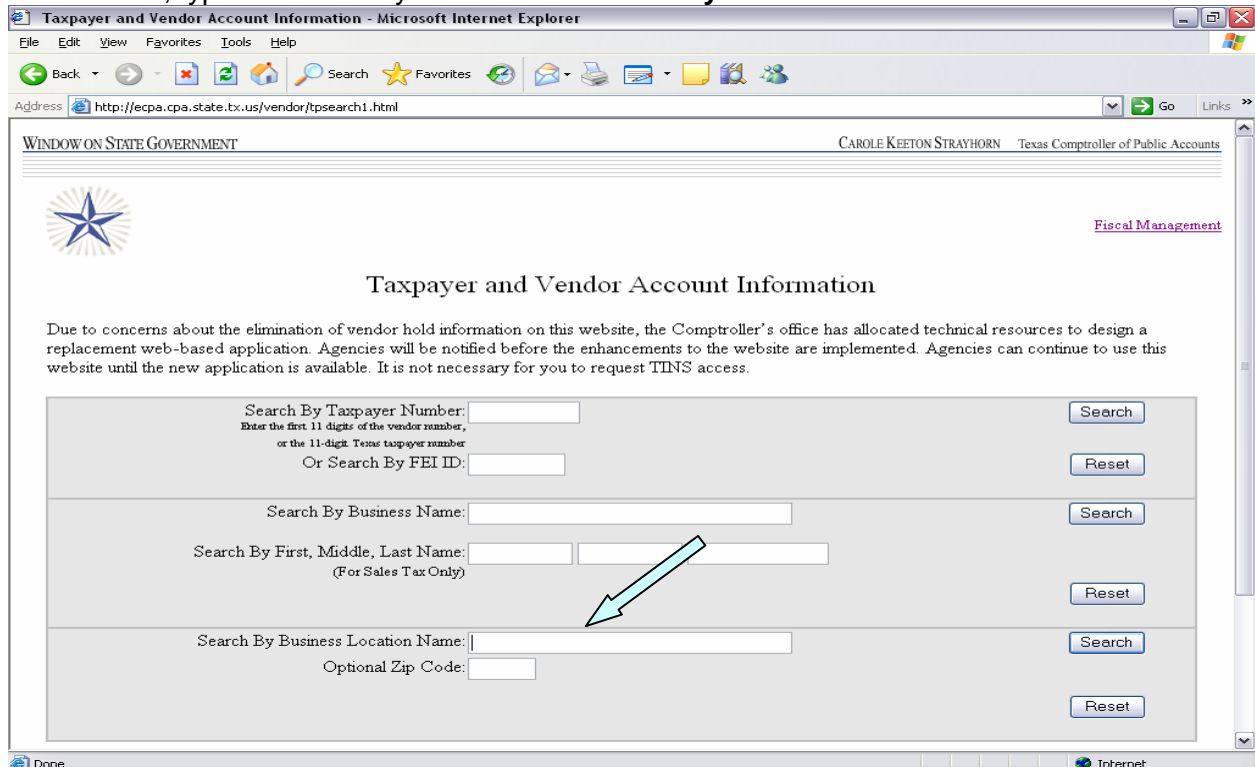 Taxpayer and Vendor Account Information - Microsoft Internet Explorer
File Edit View Favorites Tools Help
Back Search Favorites
Address http://ecpa.cpa.state.tx.us/vendor/tpsearch1.html Go Links »
WINDOW ON STATE GOVERNMENT CAROLE KEETON STRAYHORN Texas Comptroller of Public Accounts
Fiscal Management
Taxpayer and Vendor Account Information
Due to concerns about the elimination of vendor hold information on this website, the Comptroller's office has allocated technical resources to design a
replacement web-based application. Agencies will be notified before the enhancements to the website are implemented. Agencies can continue to use this
website until the new application is available. It is not necessary for you to request TINS access.
Search By Taxpayer Number: Search
Enter the first 11 digits of the vendor number,
or the 11-digit Texas taxpayer number
Or Search By FEI ID: Reset
Search By Business Name: Search
Search By First, Middle, Last Name:
(For Sales Tax Only)
Reset
Search By Business Location Name: Search
Optional Zip Code:
Reset
Done Internet